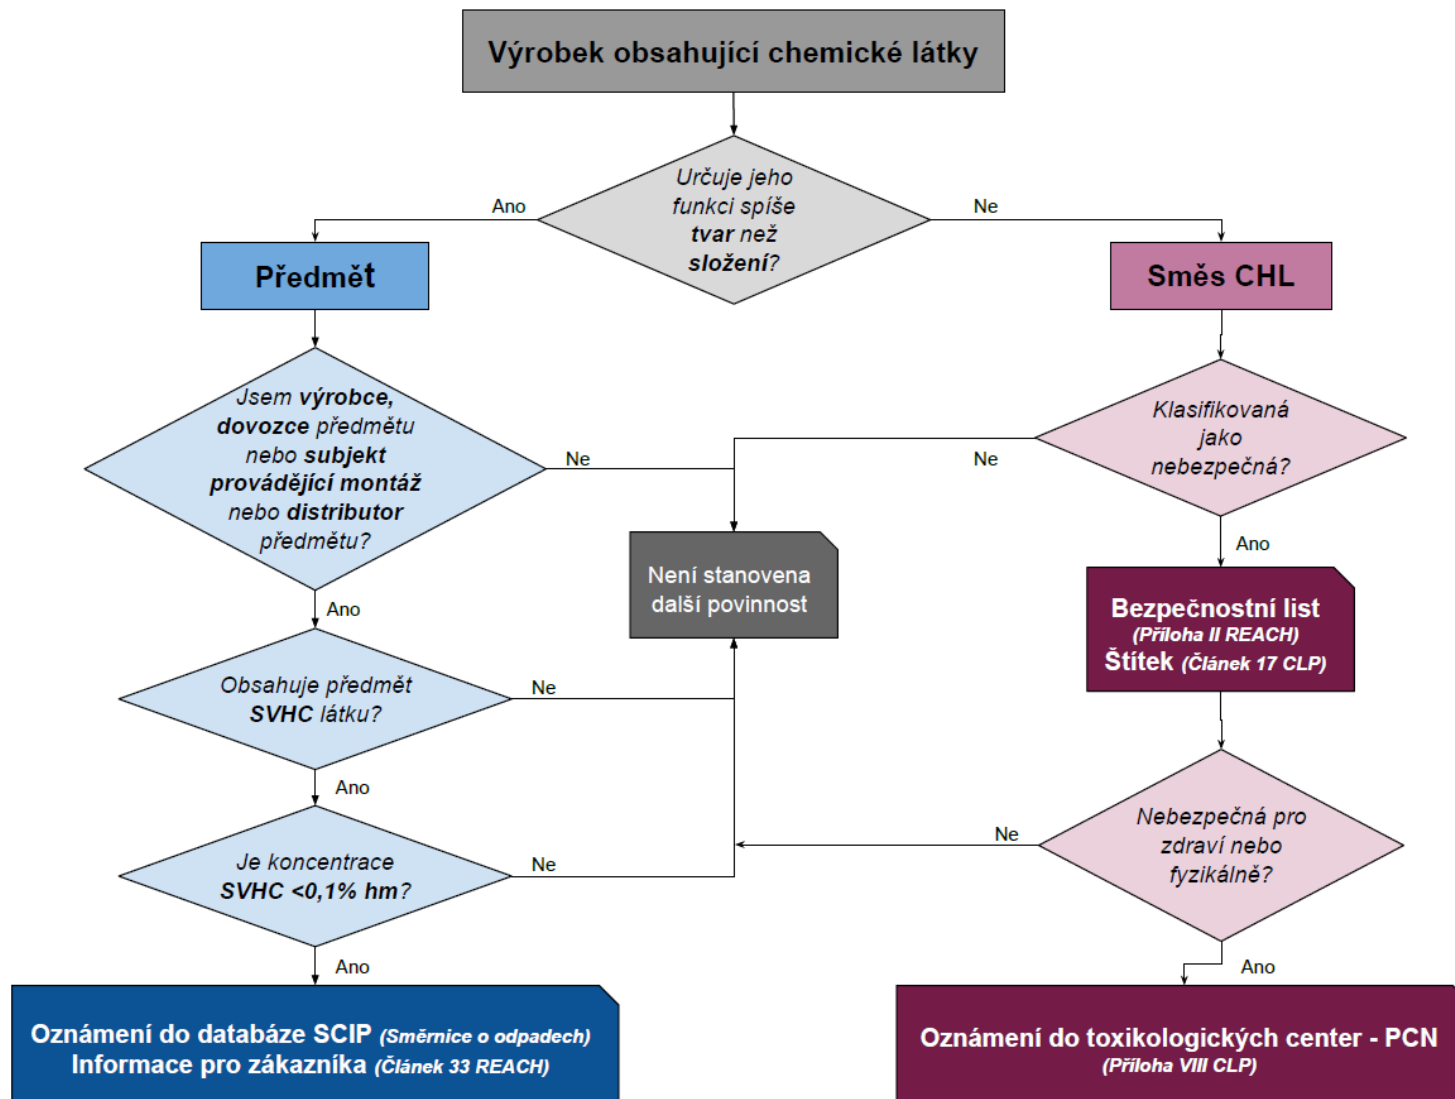 Výrobek obsahující chemické látky
Určuje jeho
funkci spíše
tvar než
složení?
Ano
Ne
Předmět
Směs CHL
Jsem výrobce,
dovozce předmětu
nebo subjekt
provádějící montáž
nebo distributor
předmětu?
Ne
Ano
Klasifikovaná
jako
nebezpečná?
Ne
Ano
Není stanovena
další povinnost
Bezpečnostní list
(Příloha II REACH)
Štítek (Článek 17 CLP)
Obsahuje předmět
SVHC látku?
Ne
Ano
Je koncentrace
SVHC <0,1% hm?
Ne
Ano
Nebezpečná pro
zdraví nebo
fyzikálně?
Ne
Ano
Oznámení do databáze SCIP (Směrnice o odpadech)
Informace pro zákazníka (Článek 33 REACH)
Oznámení do toxikologických center - PCN
(Příloha VIII CLP)